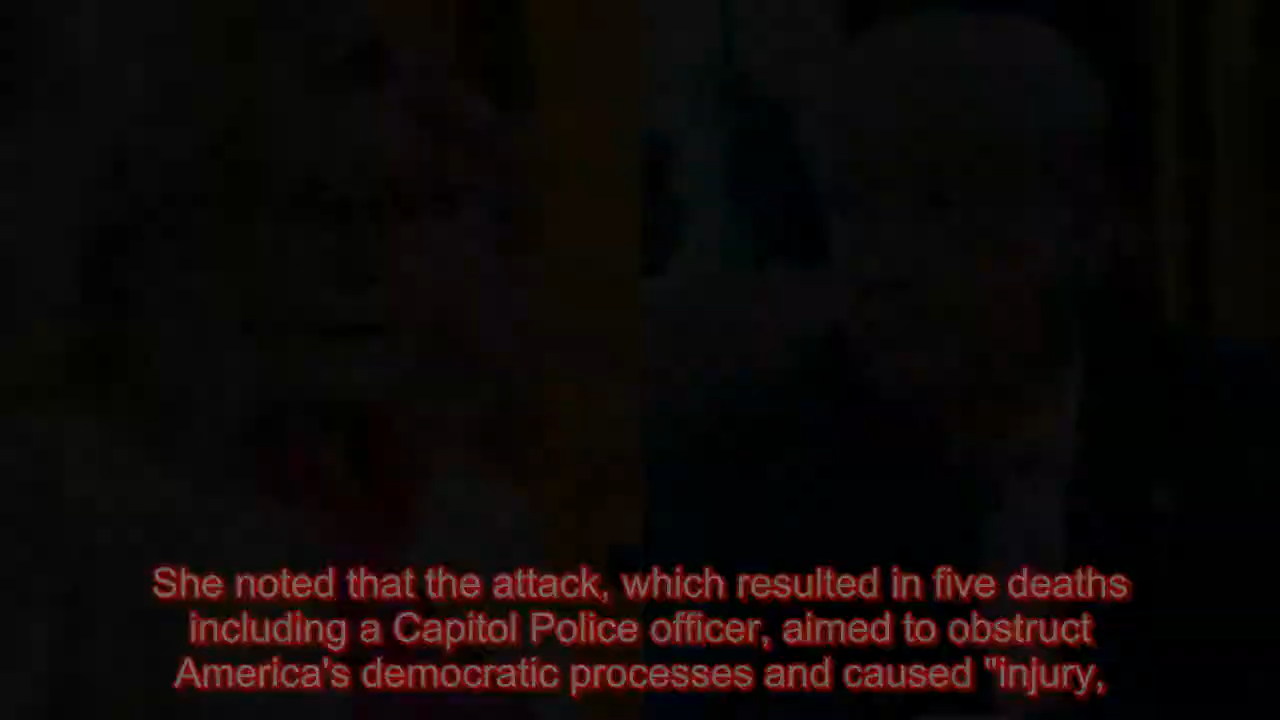 She noted that the attack, which resulted in five deaths
including a Capitol Police officer, aimed to obstruct
America's democratic processes and caused "injury,